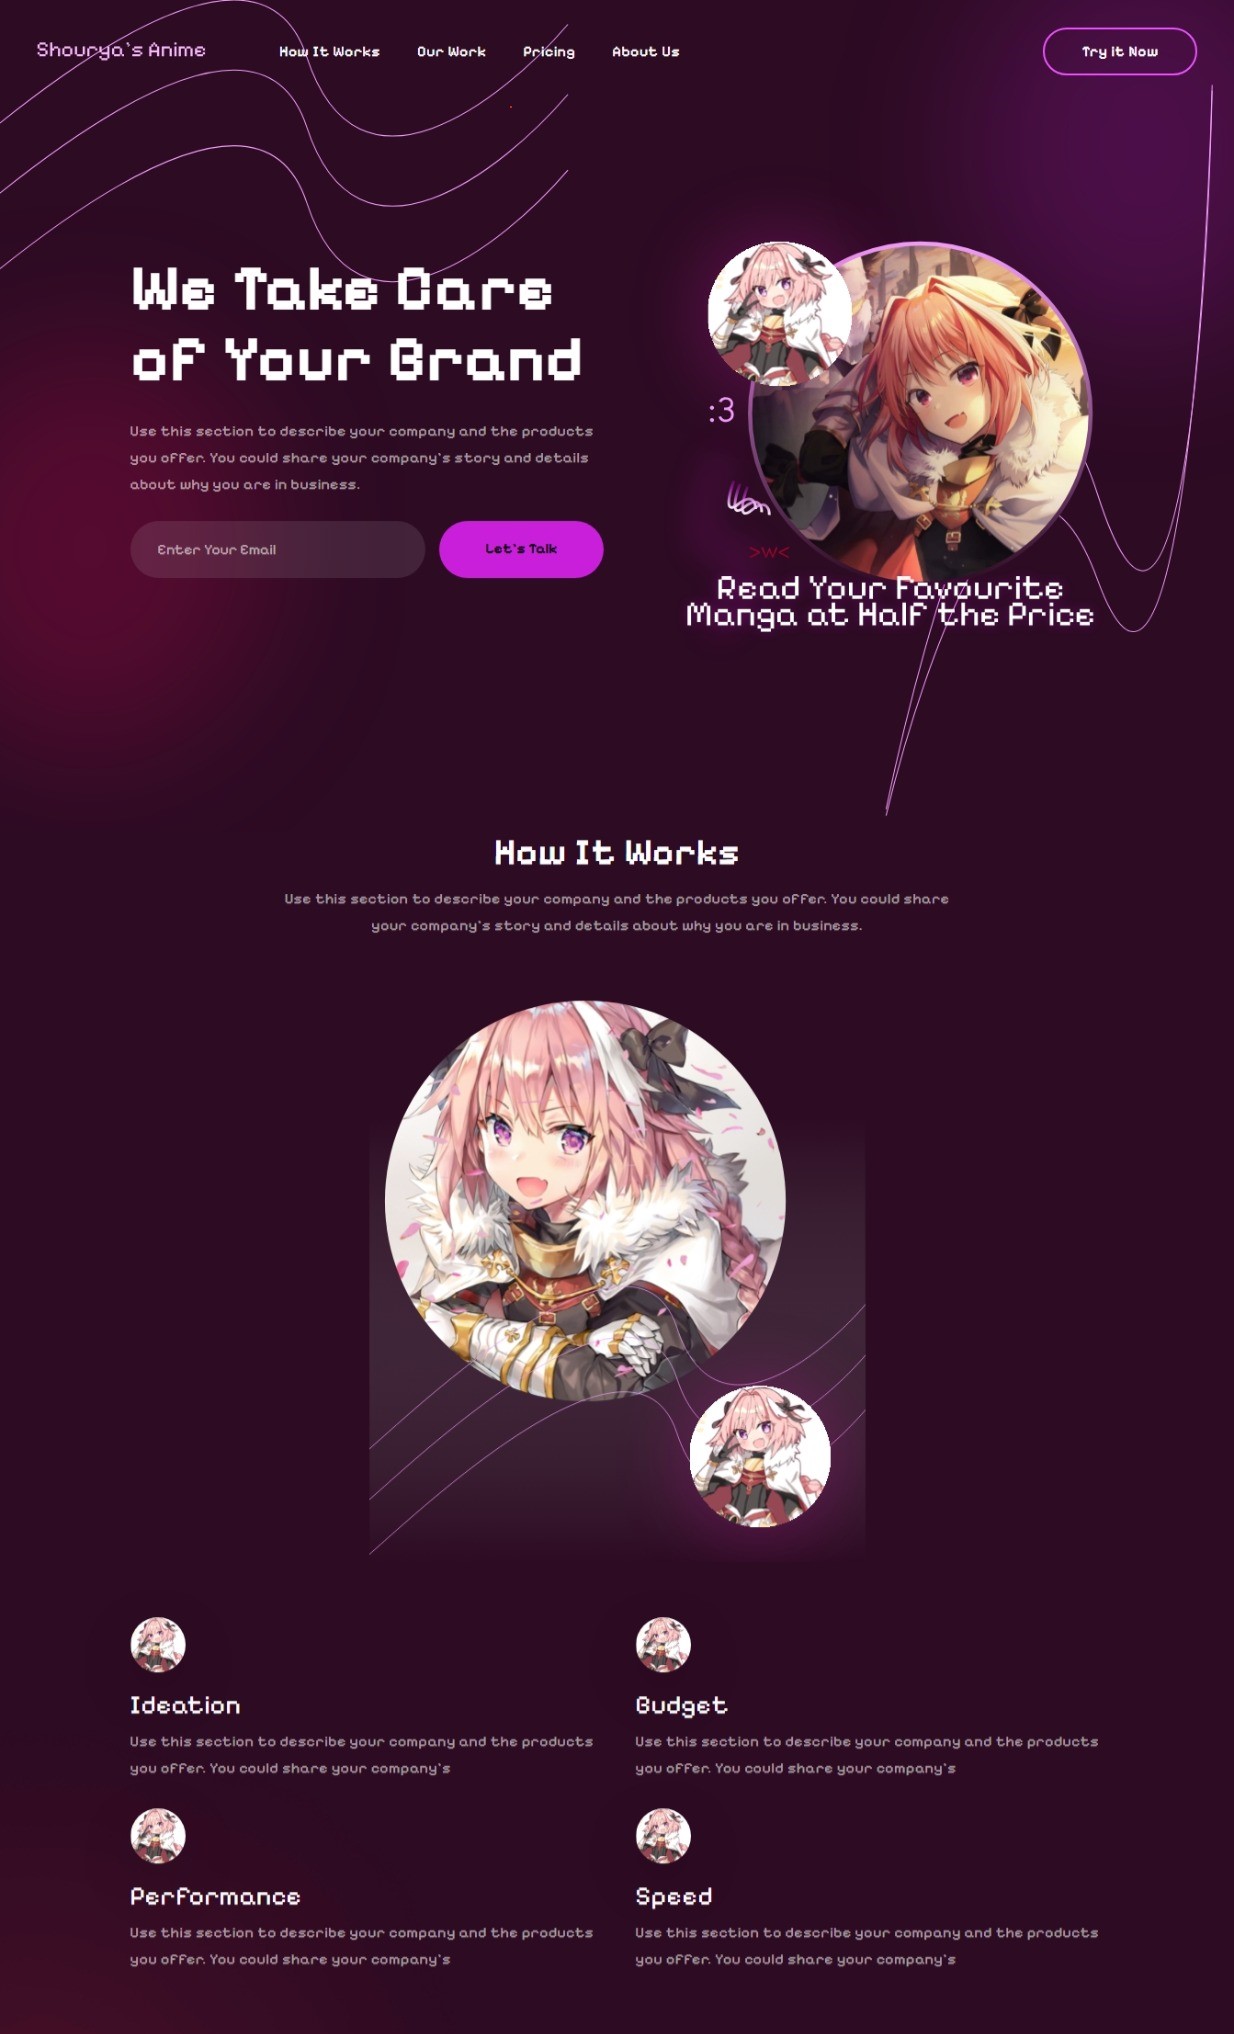 Shourya's Anime
How It Works
Our Work
Pricing
About Us
Try it Now
We Take Care
of Your Brand
Use this section to describe your company and the products
you offer. You could share your company's story and details
about why you are in business.
Enter Your Email
Let's Talk
:3
>w<
Read Your Favourite
Manga at Half the Price
How It Works
Use this section to describe your company and the products you offer. You could share
your company's story and details about why you are in business.
Ideation
Use this section to describe your company and the products
you offer. You could share your company's
Budget
Use this section to describe your company and the products
you offer. You could share your company's
Performance
Use this section to describe your company and the products
you offer. You could share your company's
Speed
Use this section to describe your company and the products
you offer. You could share your company's